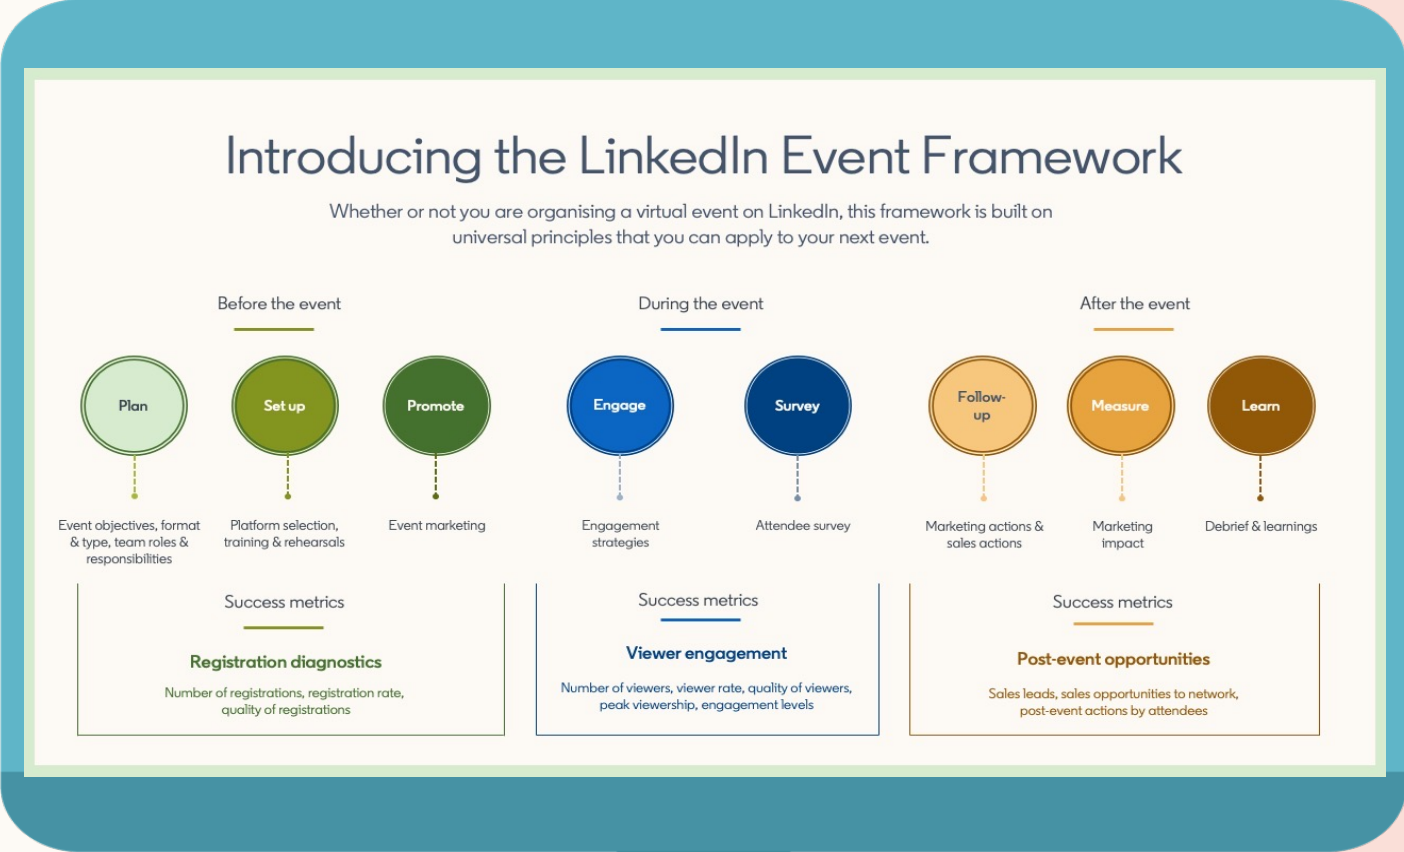 Introducing the LinkedIn Event Framework
Whether or not you are organising a virtual event on LinkedIn, this framework is built on
universal principles that you can apply to your next event.
Before the event
Plan
Set up
Promote
Event objectives, format
& type, team roles &
responsibilities
Platform selection,
training & rehearsals
Event marketing
Success metrics
Registration diagnostics
Number of registrations, registration rate,
quality of registrations
During the event
Engage
Survey
Engagement
strategies
Attendee survey
Success metrics
Viewer engagement
Number of viewers, viewer rate, quality of viewers,
peak viewership, engagement levels
After the event
Follow-
up
Measure
Learn
Marketing actions &
sales actions
Marketing
impact
Debrief & learnings
Success metrics
Post-event opportunities
Sales leads, sales opportunities to network,
post-event actions by attendees